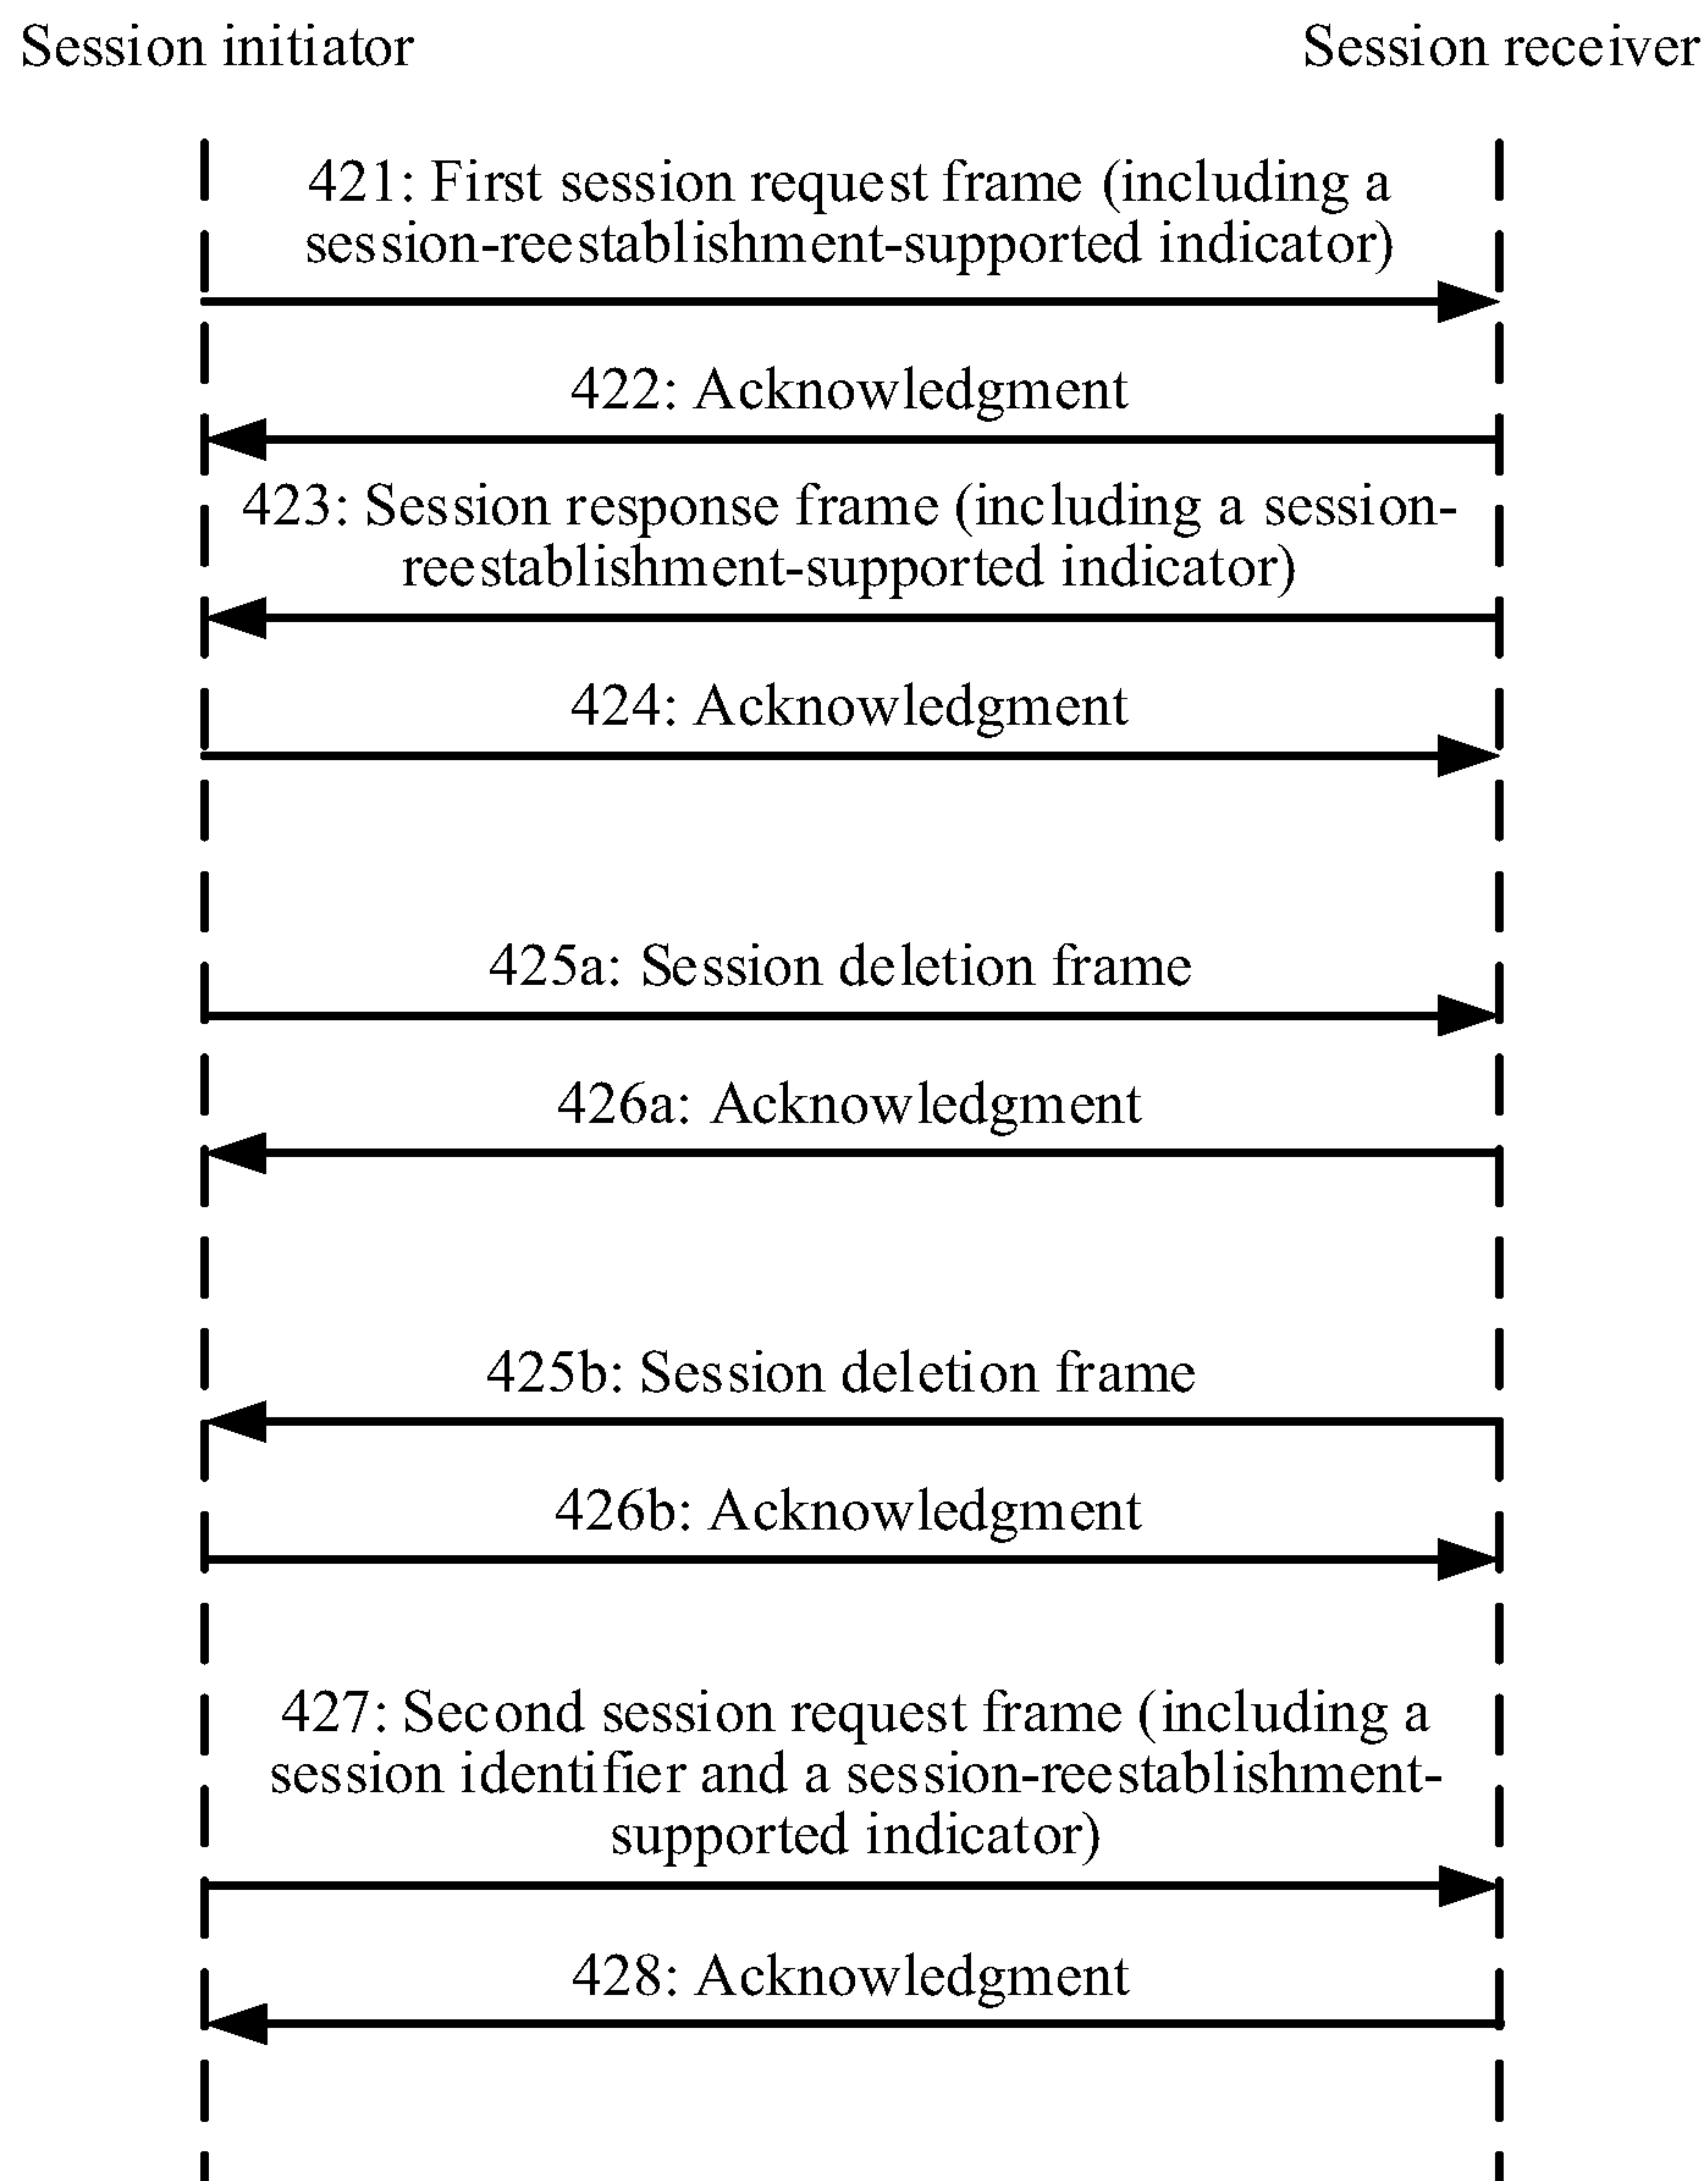 Session initiator
Session receiver
421: First session request frame (including a
session-reestablishment-supported indicator)
422: Acknowledgment
423: Session response frame (including a session-
reestablishment-supported indicator)
424: Acknowledgment
425a: Session deletion frame
426a: Acknowledgment
425b: Session deletion frame
426b: Acknowledgment
427: Second session request frame (including a
session identifier and a session-reestablishment-
supported indicator)
428: Acknowledgment